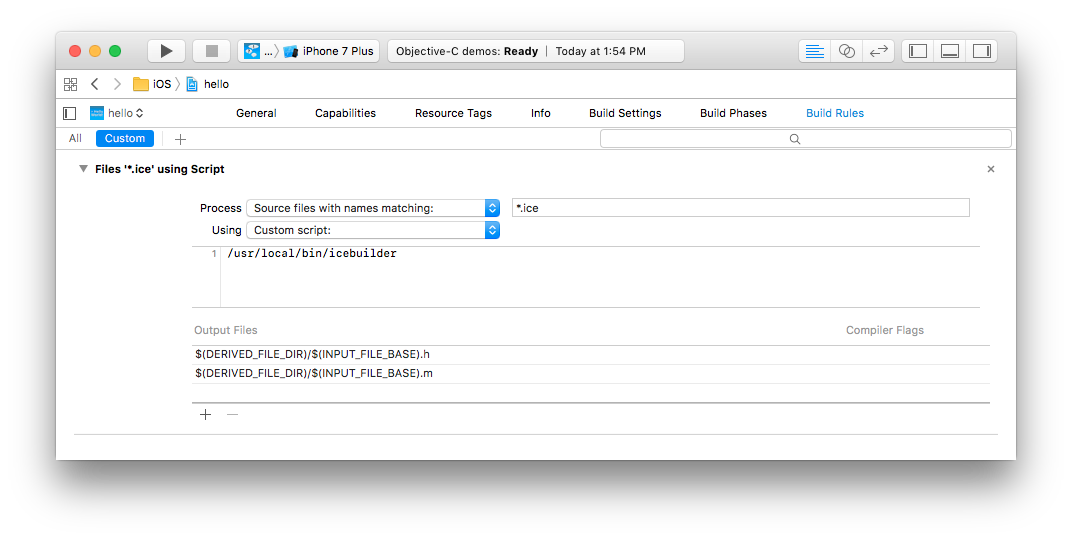 ... iPhone 7 Plus Objective-C demos: Ready | Today at 1:54 PM
iOS hello
hello General Capabilities Resource Tags Info Build Settings Build Phases Build Rules
All Custom
Files '*.ice' using Script
Process Source files with names matching: *.ice
Using Custom script:
1 /usr/local/bin/icebuilder
Output Files Compiler Flags
$(DERIVED_FILE_DIR)/$(INPUT_FILE_BASE).h
$(DERIVED_FILE_DIR)/$(INPUT_FILE_BASE).m